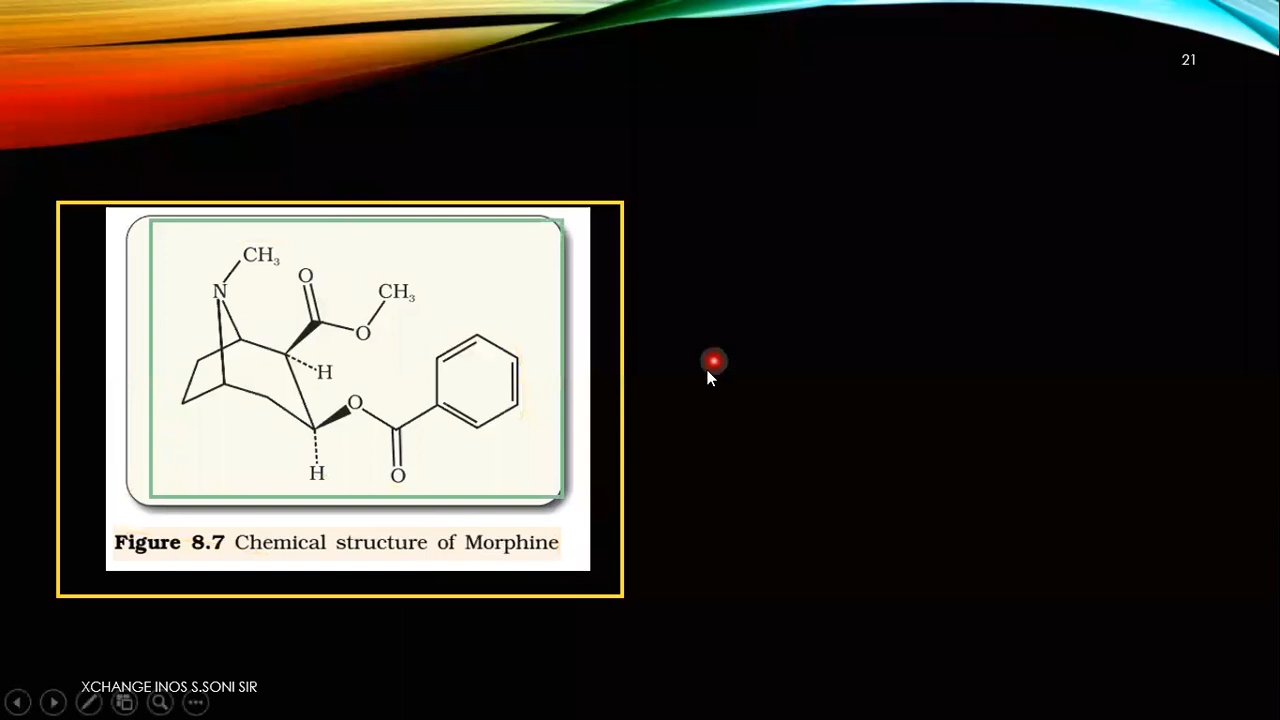 21
CH₃
O
N
CH₃
O
H
O
H
O
Figure 8.7 Chemical structure of Morphine
XCHANGE INOS S.SONI SIR